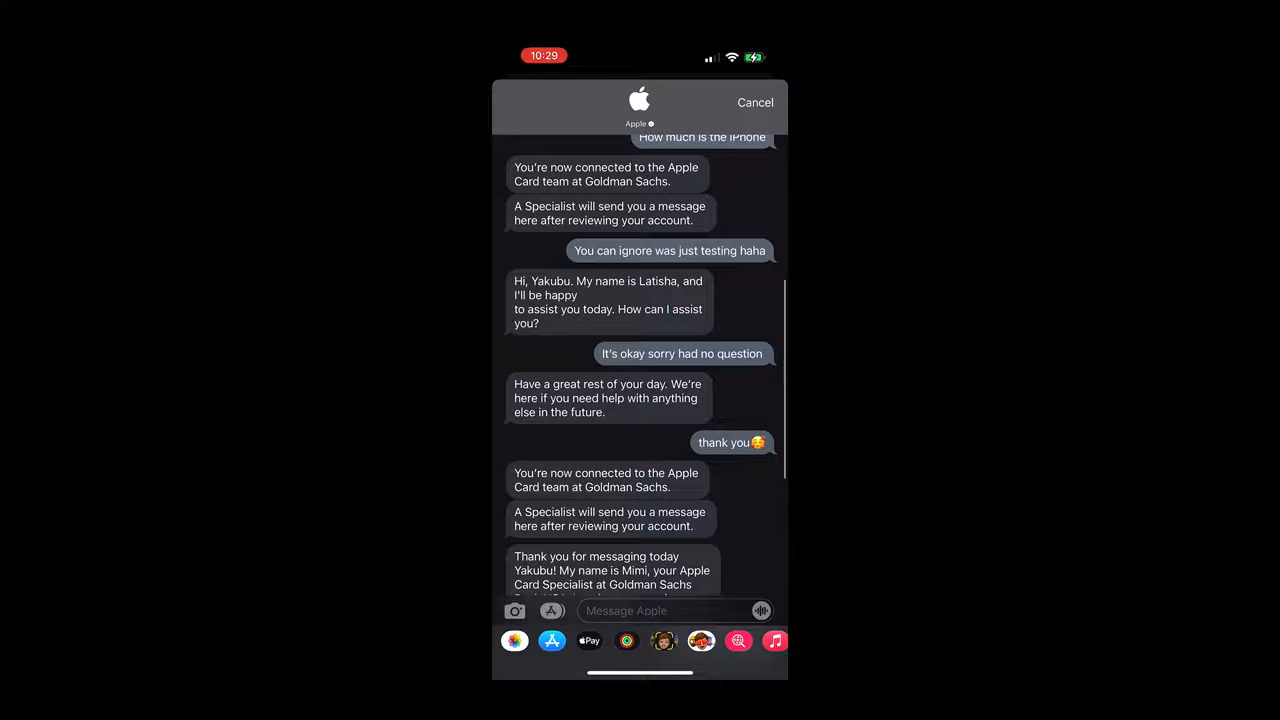 10:29
Cancel
Apple
How much is the iPhone
You're now connected to the Apple
Card team at Goldman Sachs.
A Specialist will send you a message
here after reviewing your account.
You can ignore was just testing haha
Hi, Yakubu. My name is Latisha, and
I'll be happy
to assist you today. How can I assist
you?
It's okay sorry had no question
Have a great rest of your day. We're
here if you need help with anything
else in the future.
thank you🥰
You're now connected to the Apple
Card team at Goldman Sachs.
A Specialist will send you a message
here after reviewing your account.
Thank you for messaging today
Yakubu! My name is Mimi, your Apple
Card Specialist at Goldman Sachs
Message Apple
Pay